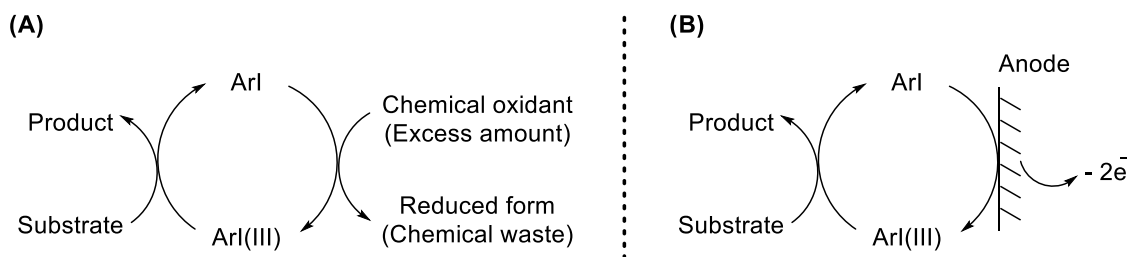 (A)
ArI
Product
Chemical oxidant
(Excess amount)
Substrate
ArI(III)
Reduced form
(Chemical waste)
(B)
Anode
ArI
Product
- 2e⁻
Substrate
ArI(III)